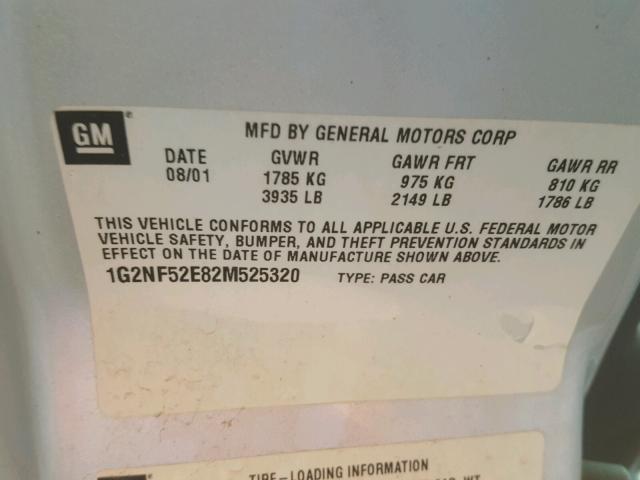 GM
MFD BY GENERAL MOTORS CORP
DATE GVWR GAWR FRT GAWR RR
08/01 1785 KG 975 KG 810 KG
3935 LB 2149 LB 1786 LB
THIS VEHICLE CONFORMS TO ALL APPLICABLE U.S. FEDERAL MOTOR
VEHICLE SAFETY, BUMPER, AND THEFT PREVENTION STANDARDS IN
EFFECT ON THE DATE OF MANUFACTURE SHOWN ABOVE.
1G2NF52E82M525320 TYPE: PASS CAR
TIRE-LOADING INFORMATION